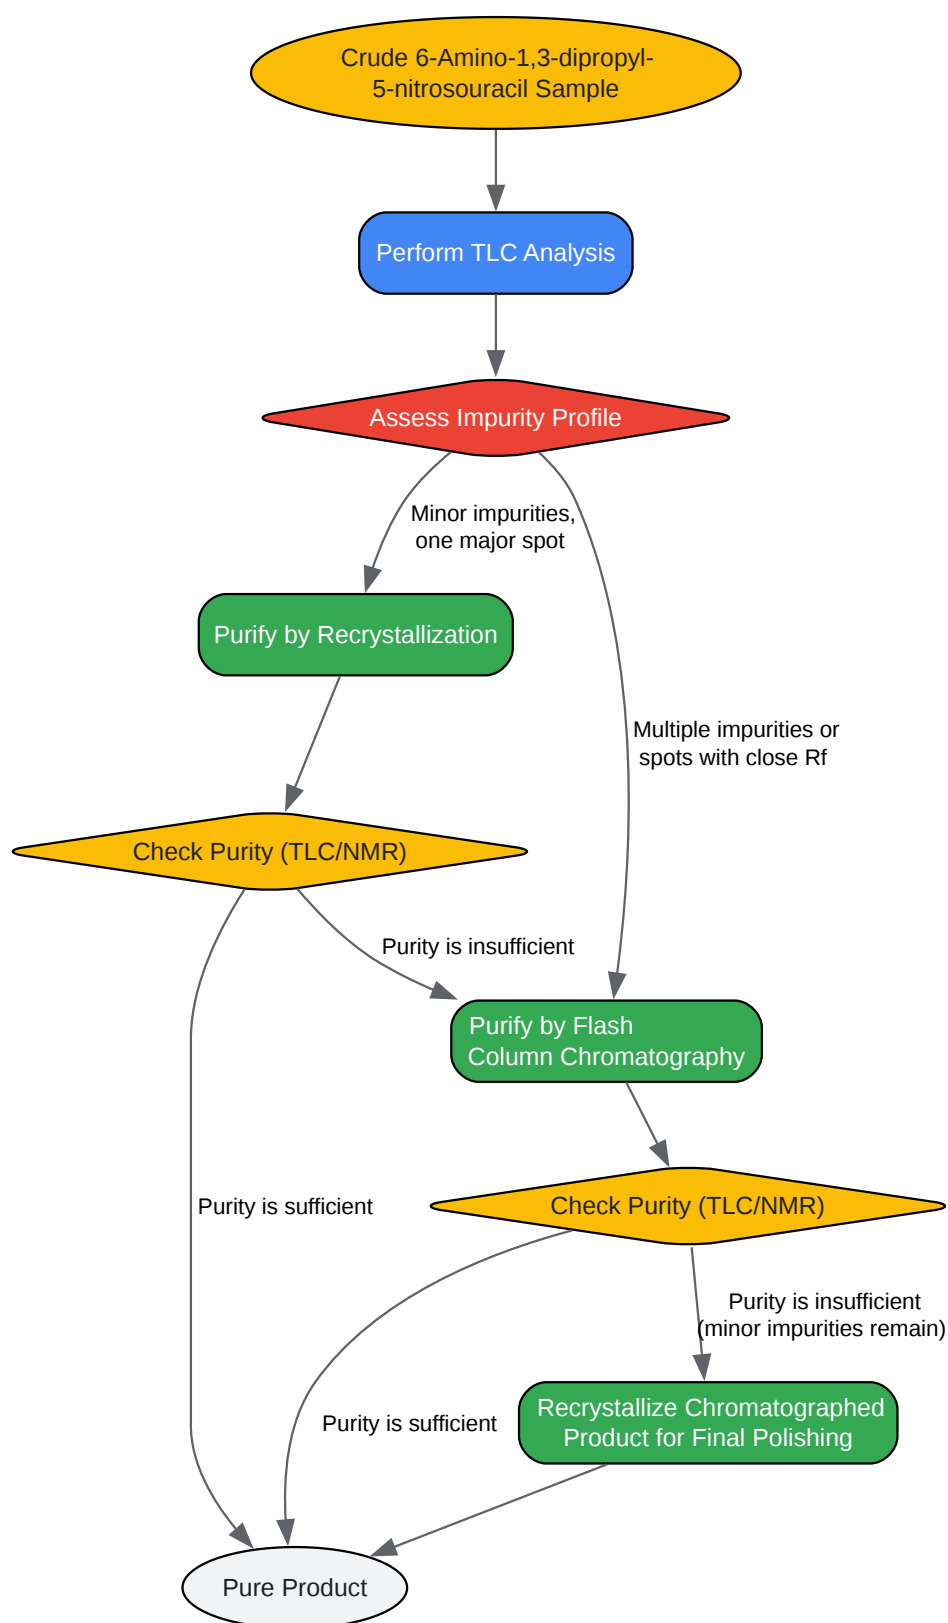 Crude 6-Amino-1,3-dipropyl-
5-nitrosouracil Sample
Perform TLC Analysis
Assess Impurity Profile
Minor impurities,
one major spot
Purify by Recrystallization
Multiple impurities or
spots with close Rf
Check Purity (TLC/NMR)
Purity is insufficient
Purify by Flash
Column Chromatography
Purity is sufficient
Check Purity (TLC/NMR)
Purity is insufficient
(minor impurities remain)
Purity is sufficient
Recrystallize Chromatographed
Product for Final Polishing
Pure Product